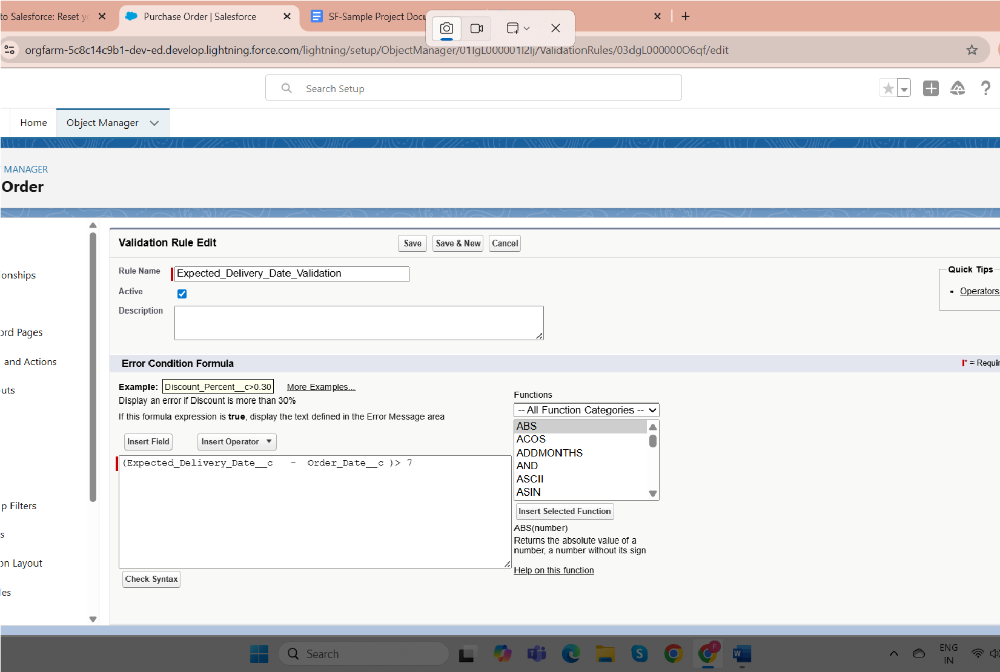 to Salesforce: Reset yo
Purchase Order | Salesforce
SF-Sample Project Docu
orgfarm-5c8c14c9b1-dev-ed.develop.lightning.force.com/lightning/setup/ObjectManager/01IgL000001I2Ij/ValidationRules/03dgL000000O6qf/edit
Search Setup
Home
Object Manager
MANAGER
Order
onships
ord Pages
and Actions
outs
p Filters
s
on Layout
les
Validation Rule Edit
Save
Save & New
Cancel
Rule Name
Expected_Delivery_Date_Validation
Active
Description
Quick Tips
• Operators
Error Condition Formula
* = Requir
Example: Discount_Percent__c>0.30 More Examples...
Display an error if Discount is more than 30%
If this formula expression is true, display the text defined in the Error Message area
Insert Field
Insert Operator
(Expected_Delivery_Date__c - Order_Date__c )> 7
Check Syntax
Functions
-- All Function Categories --
ABS
ACOS
ADDMONTHS
AND
ASCII
ASIN
Insert Selected Function
ABS(number)
Returns the absolute value of a
number, a number without its sign
Help on this function
Search
F
ENG
IN